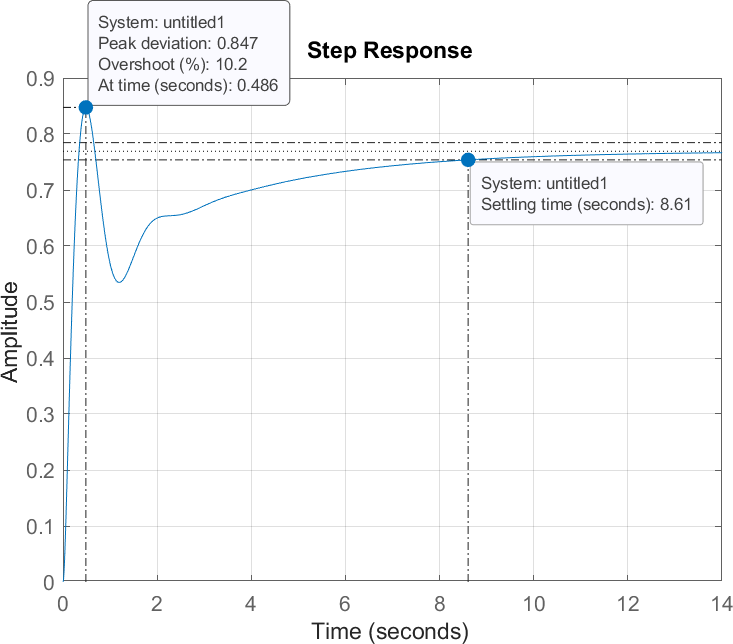 System: untitled1
Peak deviation: 0.847
Overshoot (%): 10.2
At time (seconds): 0.486
Step Response
0.9
0.8
0.7
0.6
0.5
0.4
0.3
0.2
0.1
0
Amplitude
System: untitled1
Settling time (seconds): 8.61
0 2 4 6 8 10 12 14
Time (seconds)